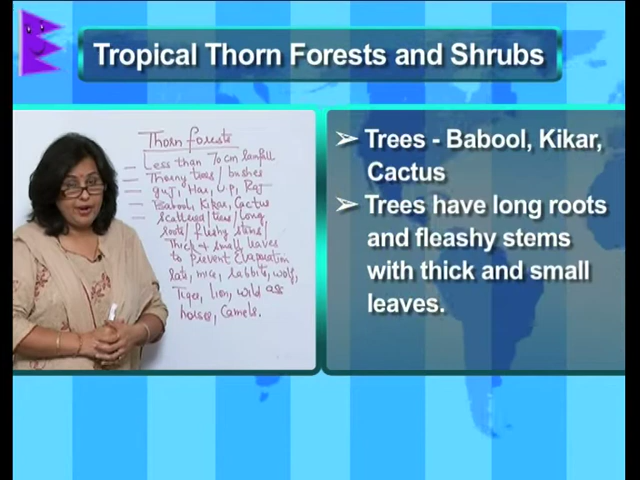 Tropical Thorn Forests and Shrubs
Thorn forests
Less than 70 cm rainfall
Thorny trees / bushes
guj, Har, U.P, Raj
Babool, Kikar, Cactus
scattered trees / long
roots / fleshy stems /
Thick & small leaves
to prevent Evaporation
rats, mice, rabbits, wolf,
Tiger, lion, wild ass
horses, Camels.
➢ Trees - Babool, Kikar,
Cactus
➢ Trees have long roots
and fleashy stems
with thick and small
leaves.